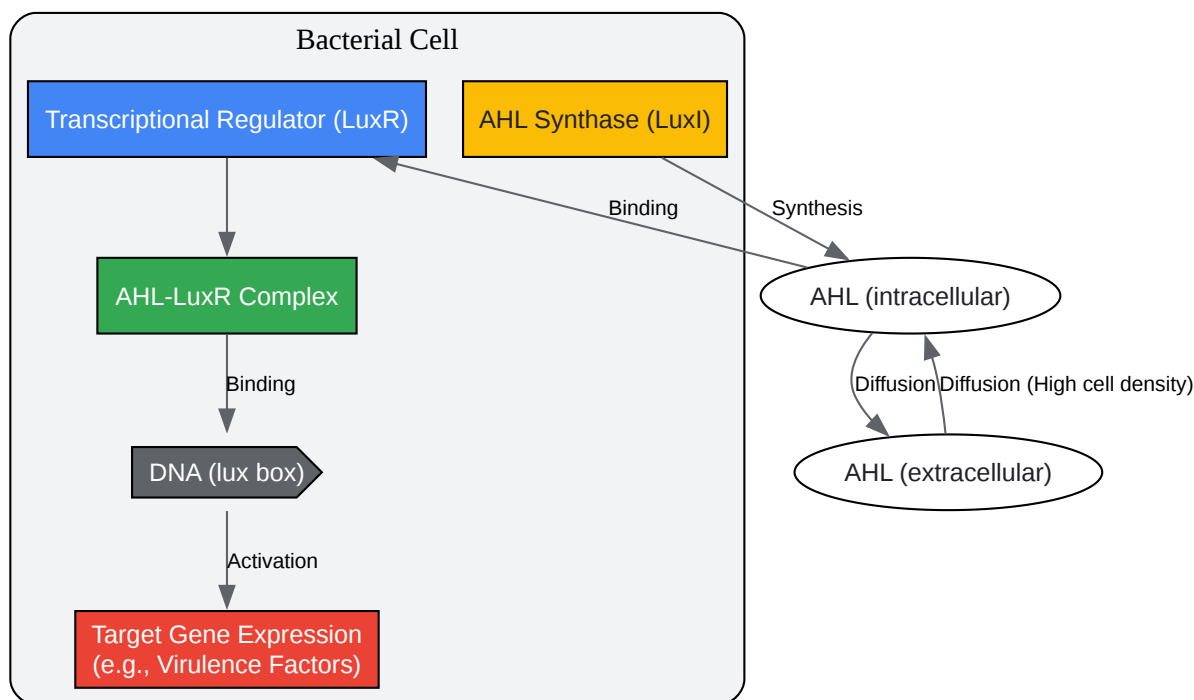 Bacterial Cell
Transcriptional Regulator (LuxR)
AHL Synthase (LuxI)
Binding
Synthesis
AHL-LuxR Complex
AHL (intracellular)
Binding
Diffusion
Diffusion (High cell density)
DNA (lux box)
AHL (extracellular)
Activation
Target Gene Expression
(e.g., Virulence Factors)